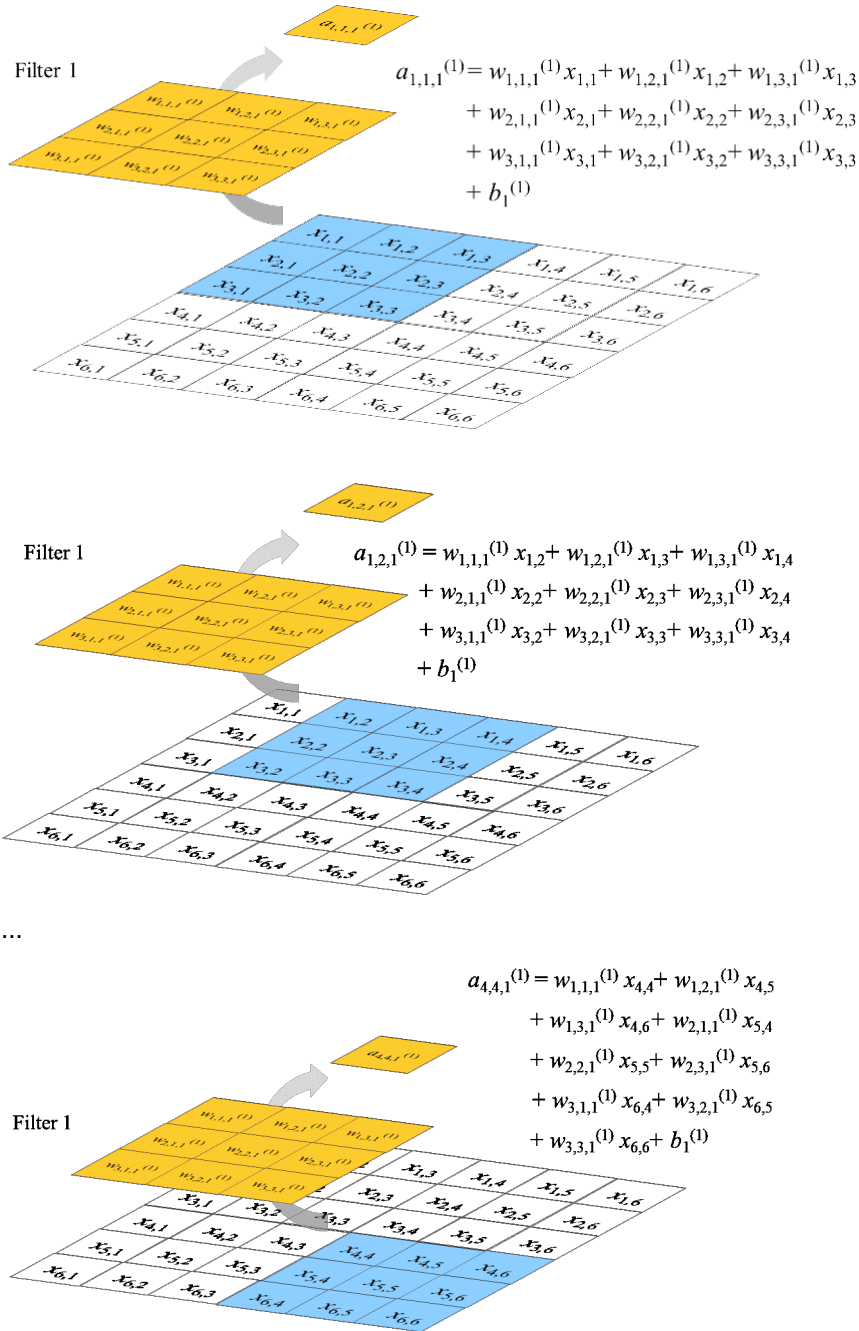 a1,1,1(1)
Filter 1
a1,1,1(1) = w1,1,1(1) x1,1 + w1,2,1(1) x1,2 + w1,3,1(1) x1,3
+ w2,1,1(1) x2,1 + w2,2,1(1) x2,2 + w2,3,1(1) x2,3
+ w3,1,1(1) x3,1 + w3,2,1(1) x3,2 + w3,3,1(1) x3,3
+ b1(1)
w1,1,1(1) w1,2,1(1) w1,3,1(1)
w2,1,1(1) w2,2,1(1) w2,3,1(1)
w3,1,1(1) w3,2,1(1) w3,3,1(1)
x1,1 x1,2 x1,3 x1,4 x1,5 x1,6
x2,1 x2,2 x2,3 x2,4 x2,5 x2,6
x3,1 x3,2 x3,3 x3,4 x3,5 x3,6
x4,1 x4,2 x4,3 x4,4 x4,5 x4,6
x5,1 x5,2 x5,3 x5,4 x5,5 x5,6
x6,1 x6,2 x6,3 x6,4 x6,5 x6,6
a1,2,1(1)
Filter 1
a1,2,1(1) = w1,1,1(1) x1,2 + w1,2,1(1) x1,3 + w1,3,1(1) x1,4
+ w2,1,1(1) x2,2 + w2,2,1(1) x2,3 + w2,3,1(1) x2,4
+ w3,1,1(1) x3,2 + w3,2,1(1) x3,3 + w3,3,1(1) x3,4
+ b1(1)
w1,1,1(1) w1,2,1(1) w1,3,1(1)
w2,1,1(1) w2,2,1(1) w2,3,1(1)
w3,1,1(1) w3,2,1(1) w3,3,1(1)
x1,1 x1,2 x1,3 x1,4 x1,5 x1,6
x2,1 x2,2 x2,3 x2,4 x2,5 x2,6
x3,1 x3,2 x3,3 x3,4 x3,5 x3,6
x4,1 x4,2 x4,3 x4,4 x4,5 x4,6
x5,1 x5,2 x5,3 x5,4 x5,5 x5,6
x6,1 x6,2 x6,3 x6,4 x6,5 x6,6
...
a4,4,1(1) = w1,1,1(1) x4,4 + w1,2,1(1) x4,5
+ w1,3,1(1) x4,6 + w2,1,1(1) x5,4
+ w2,2,1(1) x5,5 + w2,3,1(1) x5,6
+ w3,1,1(1) x6,4 + w3,2,1(1) x6,5
+ w3,3,1(1) x6,6 + b1(1)
a4,4,1(1)
Filter 1
w1,1,1(1) w1,2,1(1) w1,3,1(1)
w2,1,1(1) w2,2,1(1) w2,3,1(1)
w3,1,1(1) w3,2,1(1) w3,3,1(1)
x1,3 x1,4 x1,5 x1,6
x2,3 x2,4 x2,5 x2,6
x3,1 x3,2 x3,3 x3,4 x3,5 x3,6
x4,1 x4,2 x4,3 x4,4 x4,5 x4,6
x5,1 x5,2 x5,3 x5,4 x5,5 x5,6
x6,1 x6,2 x6,3 x6,4 x6,5 x6,6